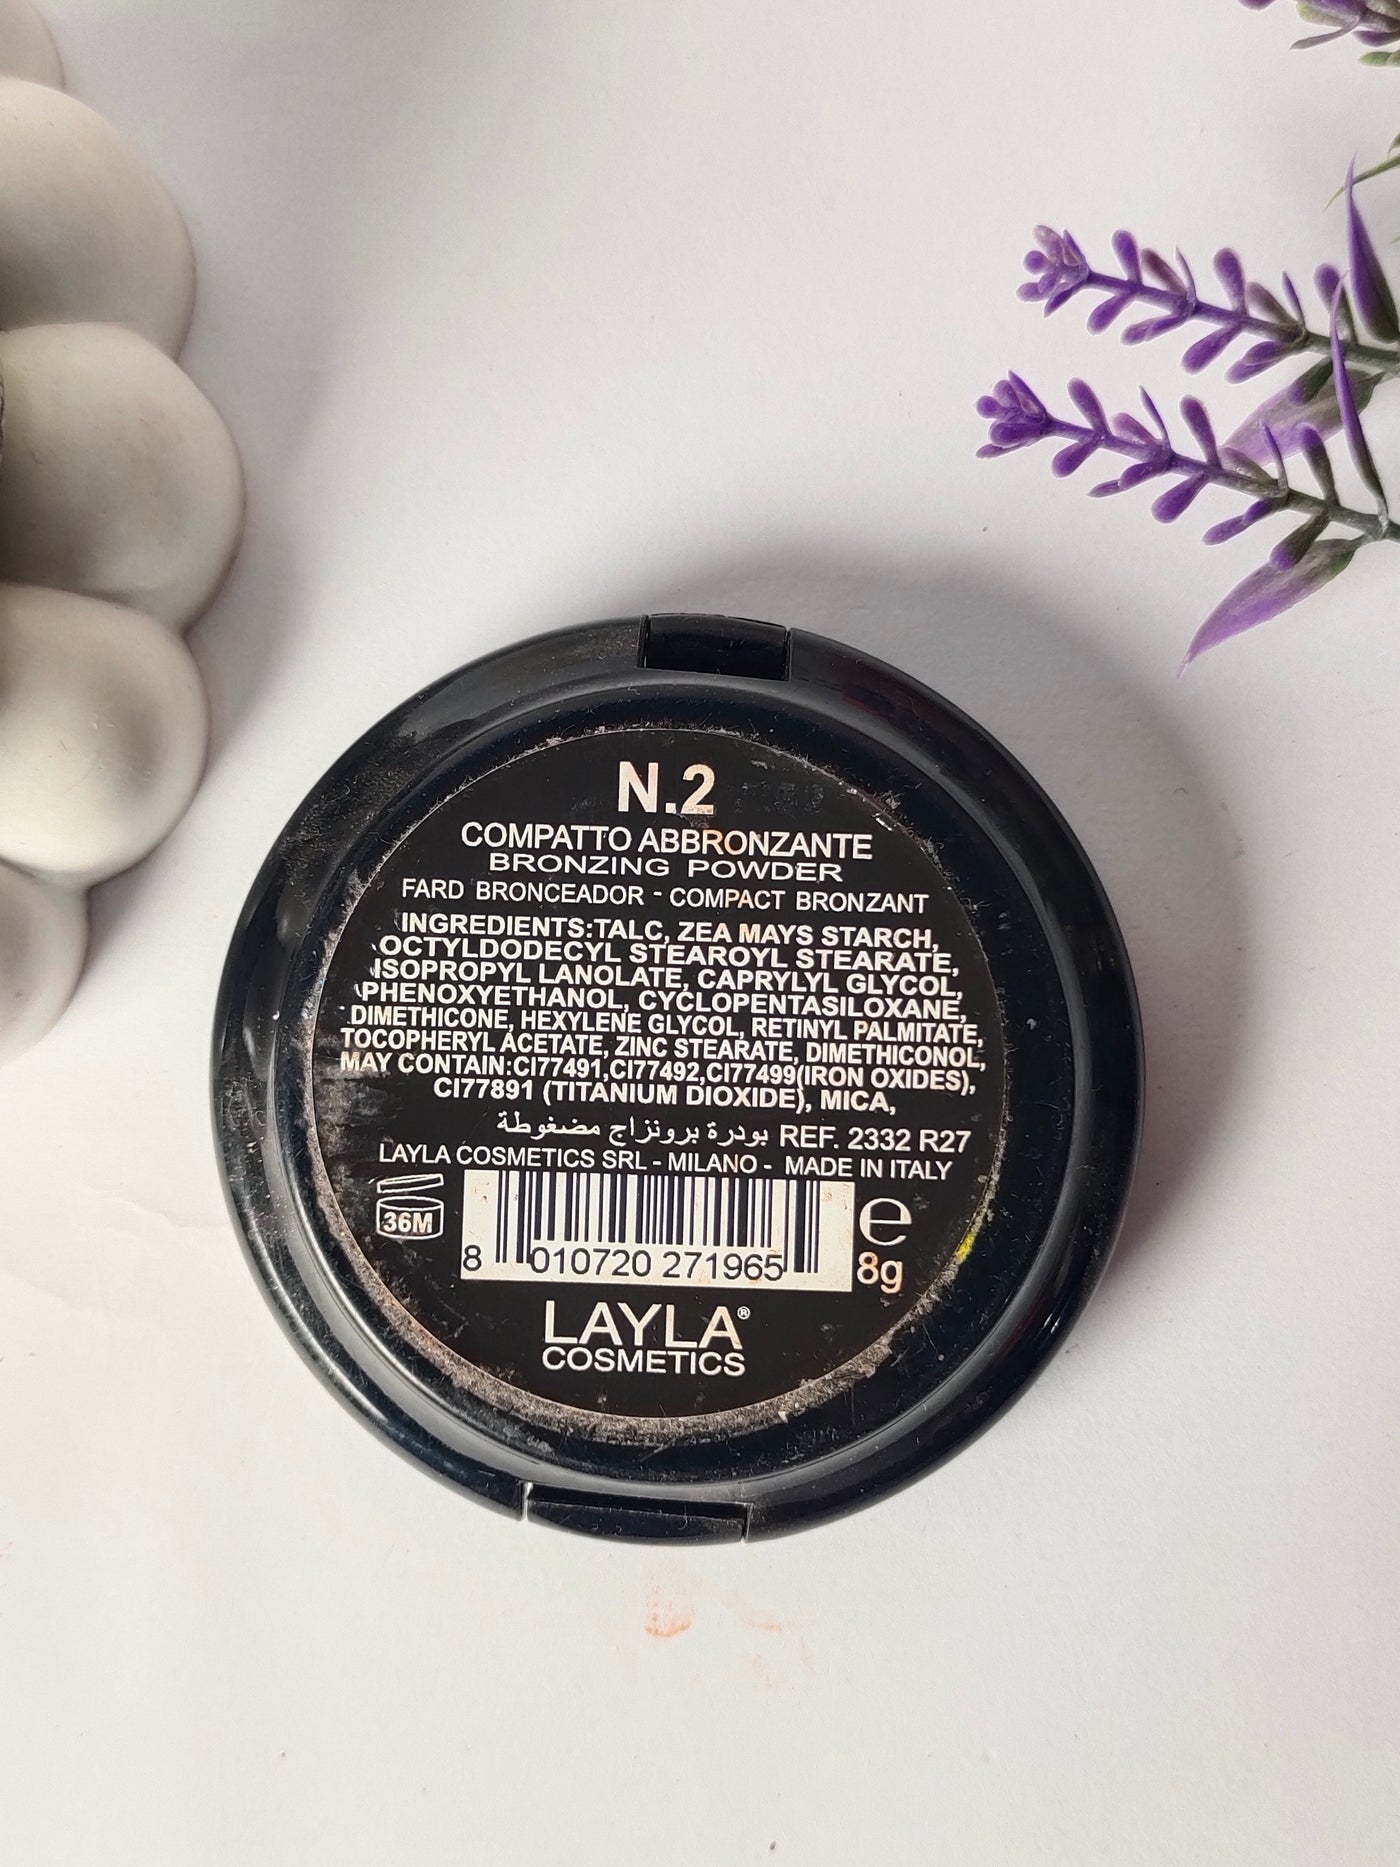 N.2
COMPATTO ABBRONZANTE
BRONZING POWDER
FARD BRONCEADOR - COMPACT BRONZANT
INGREDIENTS:TALC, ZEA MAYS STARCH,
OCTYLDODECYL STEAROYL STEARATE,
ISOPROPYL LANOLATE, CAPRYLYL GLYCOL,
PHENOXYETHANOL, CYCLOPENTASILOXANE,
DIMETHICONE, HEXYLENE GLYCOL, RETINYL PALMITATE,
TOCOPHERYL ACETATE, ZINC STEARATE, DIMETHICONOL,
MAY CONTAIN:CI77491,CI77492,CI77499(IRON OXIDES),
CI77891 (TITANIUM DIOXIDE), MICA,
بودرة برونزاج مضغوطة REF. 2332 R27
LAYLA COSMETICS SRL - MILANO - MADE IN ITALY
36M
8 010720 271965
e
8g
LAYLA®
COSMETICS